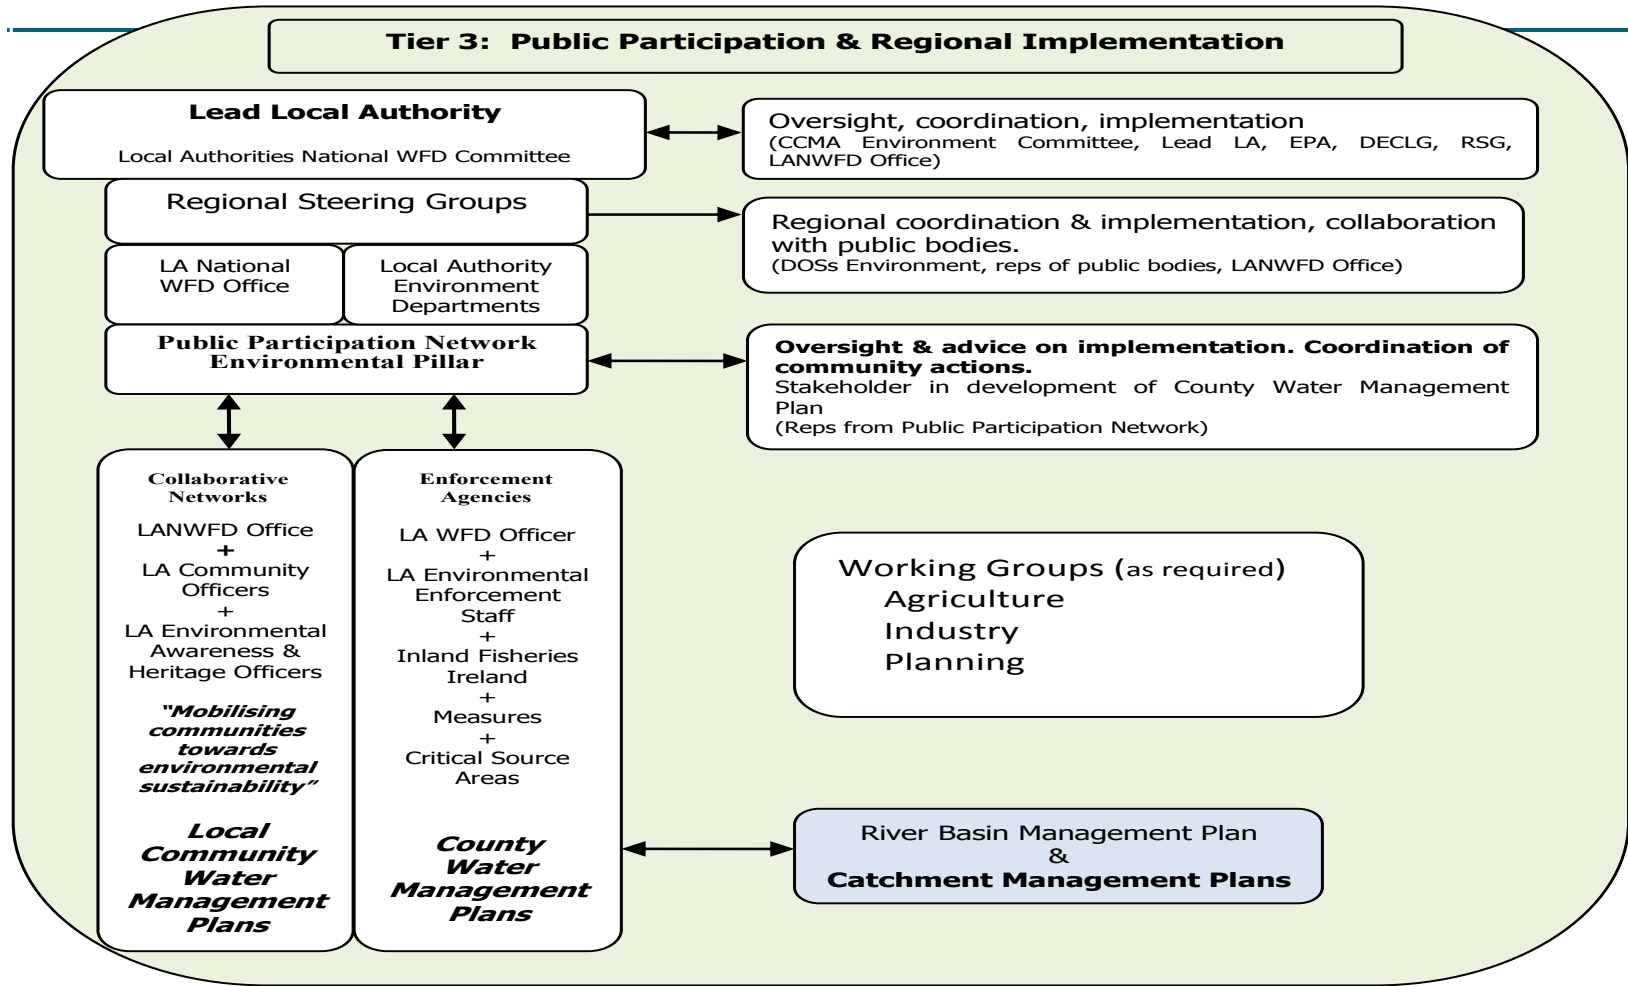 Tier 3: Public Participation & Regional Implementation
Lead Local Authority
Local Authorities National WFD Committee
Oversight, coordination, implementation
(CCMA Environment Committee, Lead LA, EPA, DECLG, RSG,
LANWFD Office)
Regional Steering Groups
Regional coordination & implementation, collaboration
with public bodies.
(DOSs Environment, reps of public bodies, LANWFD Office)
LA National
WFD Office
Local Authority
Environment
Departments
Public Participation Network
Environmental Pillar
Oversight & advice on implementation. Coordination of
community actions.
Stakeholder in development of County Water Management
Plan
(Reps from Public Participation Network)
Collaborative
Networks
LANWFD Office
+
LA Community
Officers
+
LA Environmental
Awareness &
Heritage Officers
"Mobilising
communities
towards
environmental
sustainability”
Local
Community
Water
Management
Plans
Enforcement
Agencies
LA WFD Officer
+
LA Environmental
Enforcement
Staff
+
Inland Fisheries
Ireland
+
Measures
+
Critical Source
Areas
County
Water
Management
Plans
Working Groups (as required)
Agriculture
Industry
Planning
River Basin Management Plan
&
Catchment Management Plans